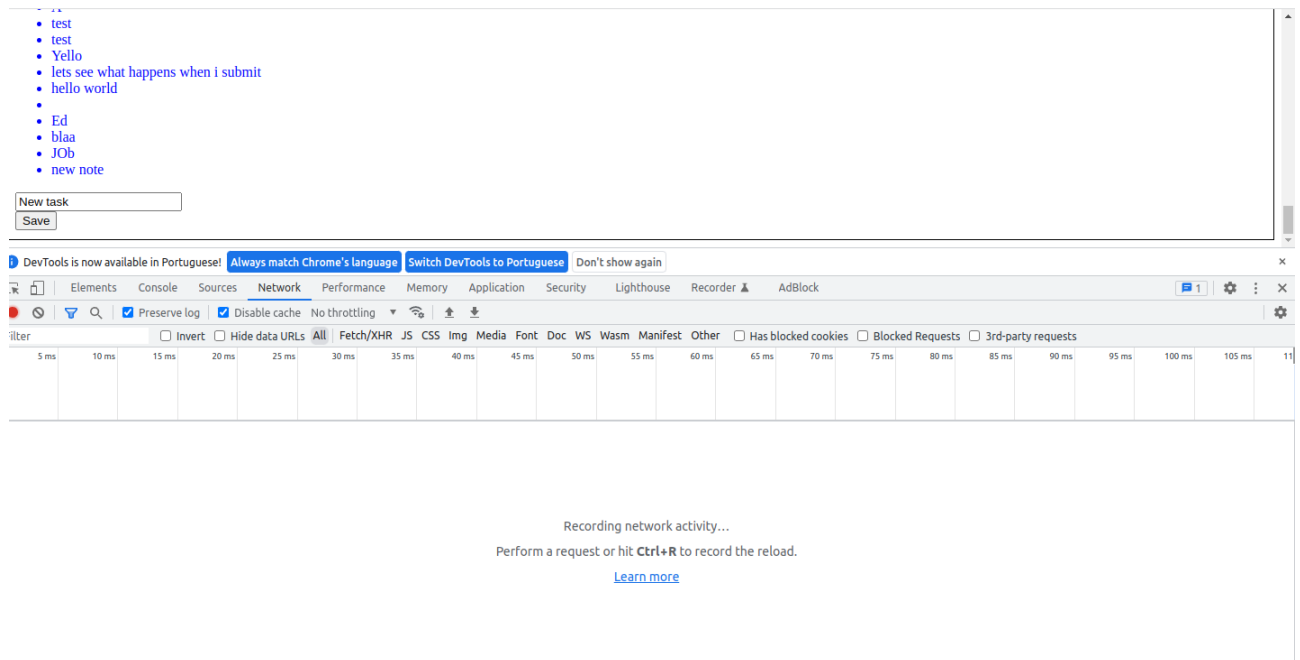 test
test
Yello
lets see what happens when i submit
hello world
Ed
blaa
JOb
new note
New task
Save
DevTools is now available in Portuguese! Always match Chrome's language Switch DevTools to Portuguese Don't show again
Elements Console Sources Network Performance Memory Application Security Lighthouse Recorder AdBlock 1
Preserve log Disable cache No throttling
Invert Hide data URLs All Fetch/XHR JS CSS Img Media Font Doc WS Wasm Manifest Other Has blocked cookies Blocked Requests 3rd-party requests
5 ms 10 ms 15 ms 20 ms 25 ms 30 ms 35 ms 40 ms 45 ms 50 ms 55 ms 60 ms 65 ms 70 ms 75 ms 80 ms 85 ms 90 ms 95 ms 100 ms 105 ms 11
Recording network activity…
Perform a request or hit Ctrl+R to record the reload.
Learn more